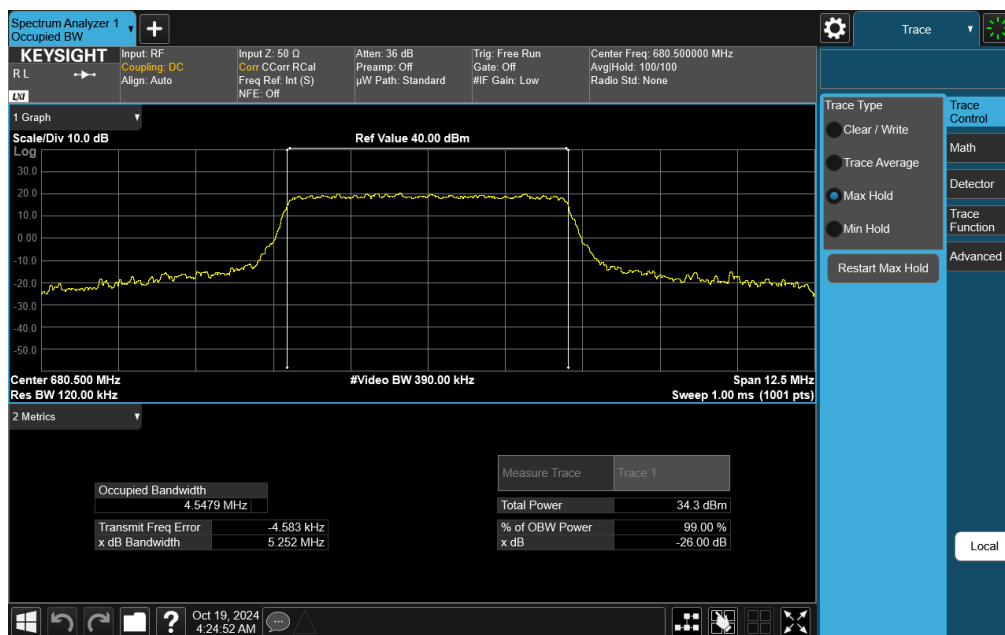 Spectrum Analyzer 1
Occupied BW
Trace
KEYSIGHT
R L
LXI
Input: RF
Coupling: DC
Align: Auto
Input Z: 50 Ω
Corr CCorr RCal
Freq Ref: Int (S)
NFE: Off
Atten: 36 dB
Preamp: Off
µW Path: Standard
Trig: Free Run
Gate: Off
#IF Gain: Low
Center Freq: 680.500000 MHz
Avg|Hold: 100/100
Radio Std: None
1 Graph
Scale/Div 10.0 dB
Ref Value 40.00 dBm
Log
30.0
20.0
10.0
0.00
-10.0
-20.0
-30.0
-40.0
-50.0
Center 680.500 MHz
#Video BW 390.00 kHz
Span 12.5 MHz
Res BW 120.00 kHz
Sweep 1.00 ms (1001 pts)
2 Metrics
Measure Trace Trace 1
Occupied Bandwidth
4.5479 MHz
Total Power 34.3 dBm
Transmit Freq Error -4.583 kHz
% of OBW Power 99.00 %
x dB Bandwidth 5.252 MHz
x dB -26.00 dB
Trace Type
Clear / Write
Trace Average
Max Hold
Min Hold
Restart Max Hold
Trace
Control
Math
Detector
Trace
Function
Advanced
Local
?
Oct 19, 2024
4:24:52 AM